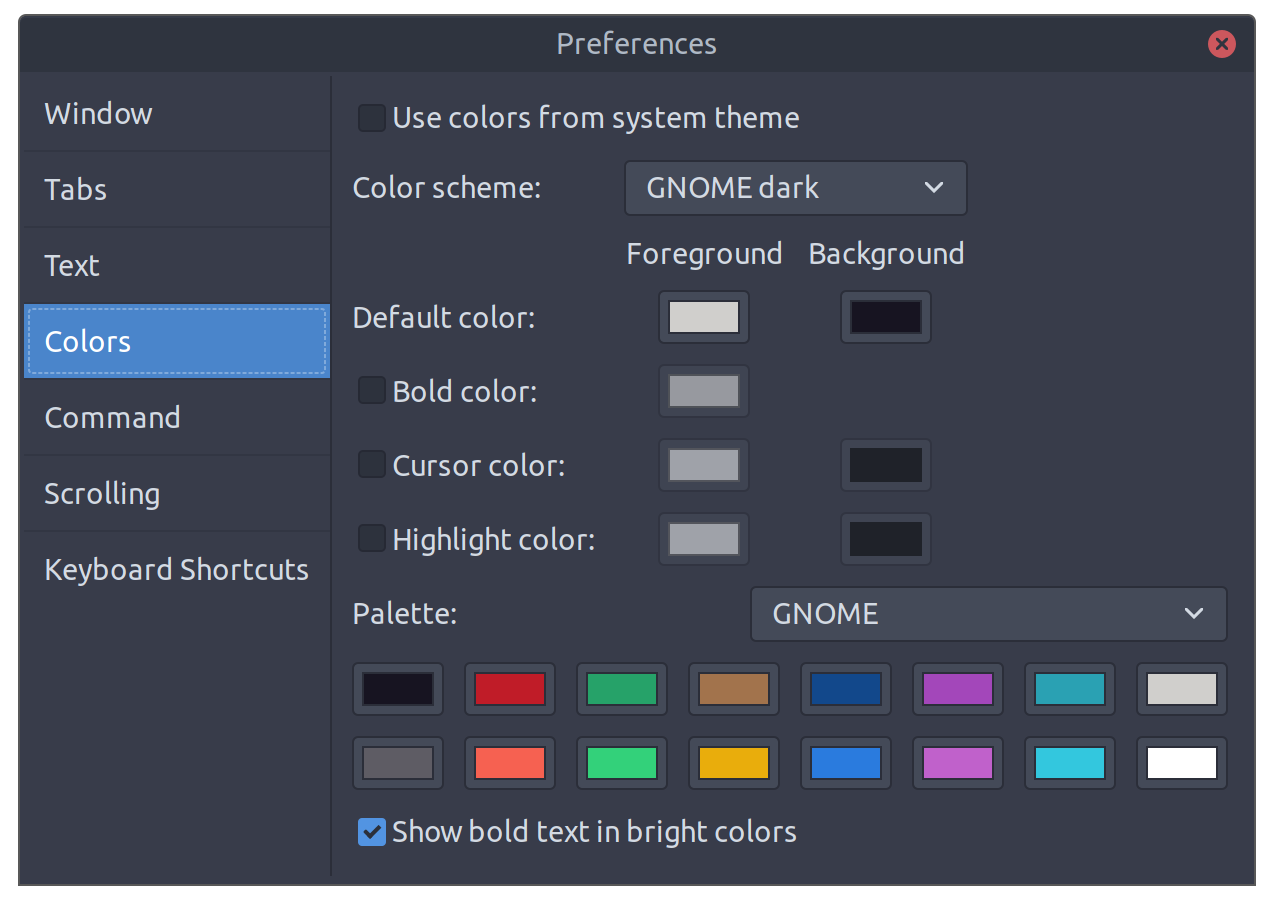 Preferences
Window
Tabs
Text
Colors
Command
Scrolling
Keyboard Shortcuts
Use colors from system theme
Color scheme: GNOME dark
Foreground Background
Default color:
Bold color:
Cursor color:
Highlight color:
Palette: GNOME
Show bold text in bright colors